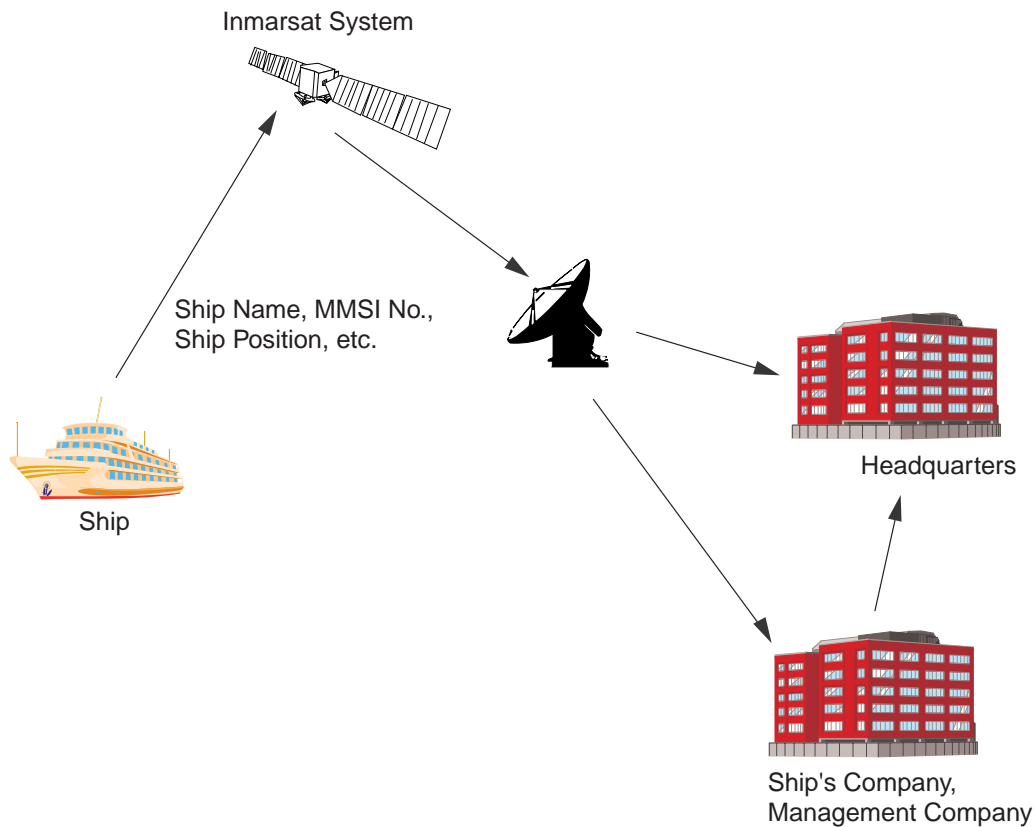 Inmarsat System
Ship Name, MMSI No.,
Ship Position, etc.
Headquarters
Ship
Ship's Company,
Management Company